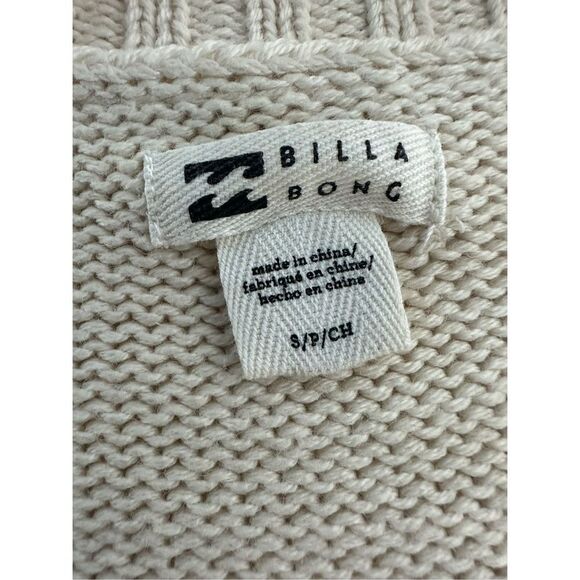 BILLA
BONG
made in china/
fabriqué en chine/
hecho en china
S/P/CH